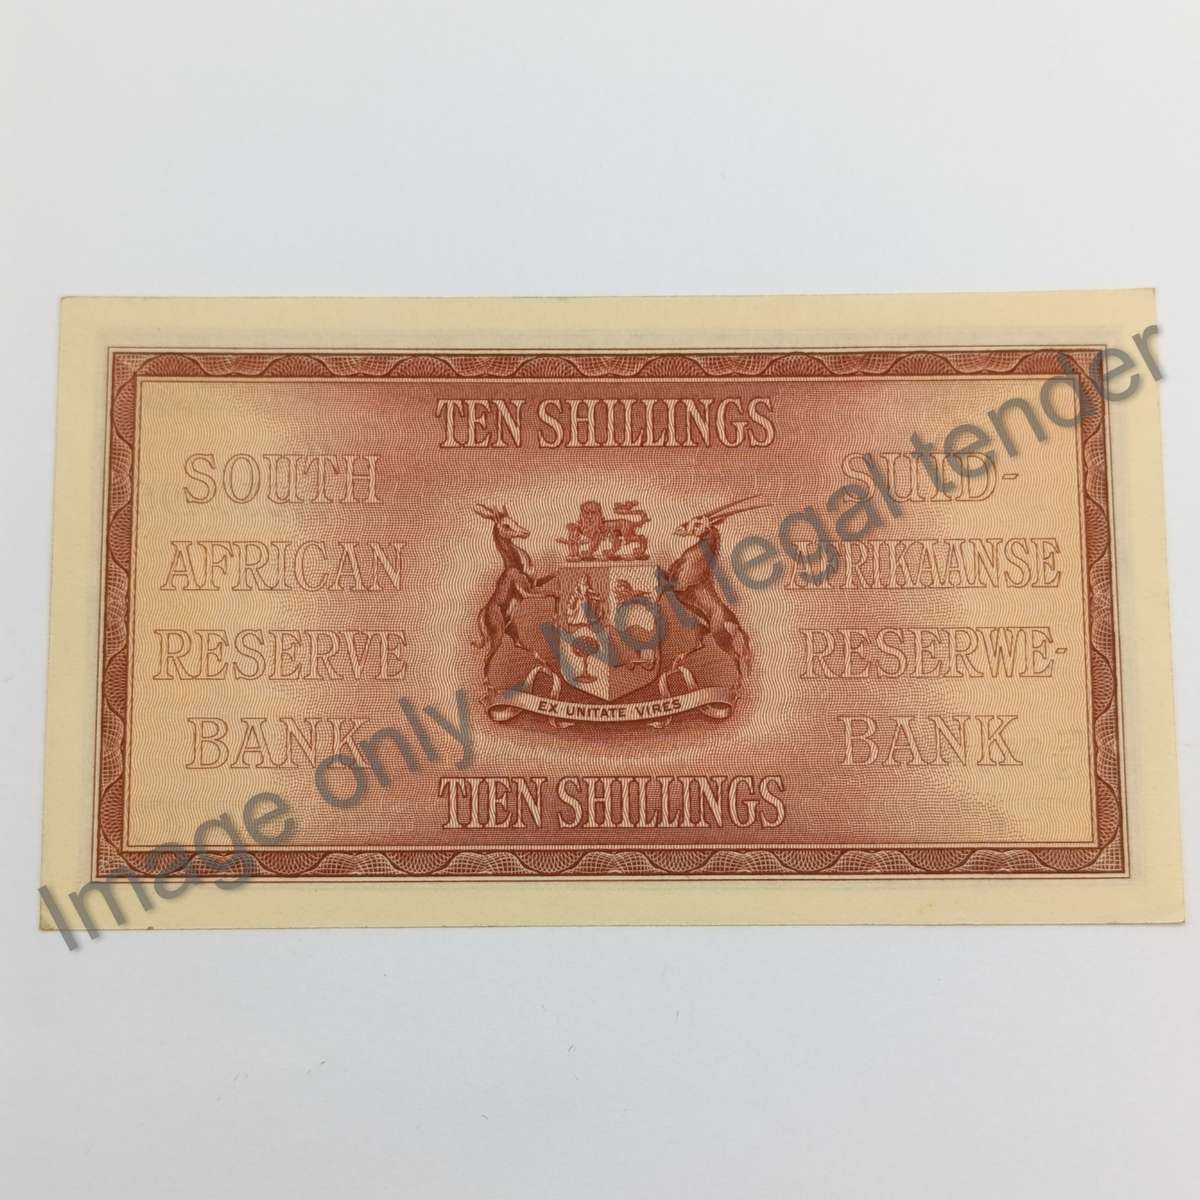 TEN SHILLINGS
SOUTH
AFRICAN
RESERVE
BANK
SUID-
AFRIKAANSE
RESERWE-
BANK
EX UNITATE VIRES
TIEN SHILLINGS
Image only - Not legal tender